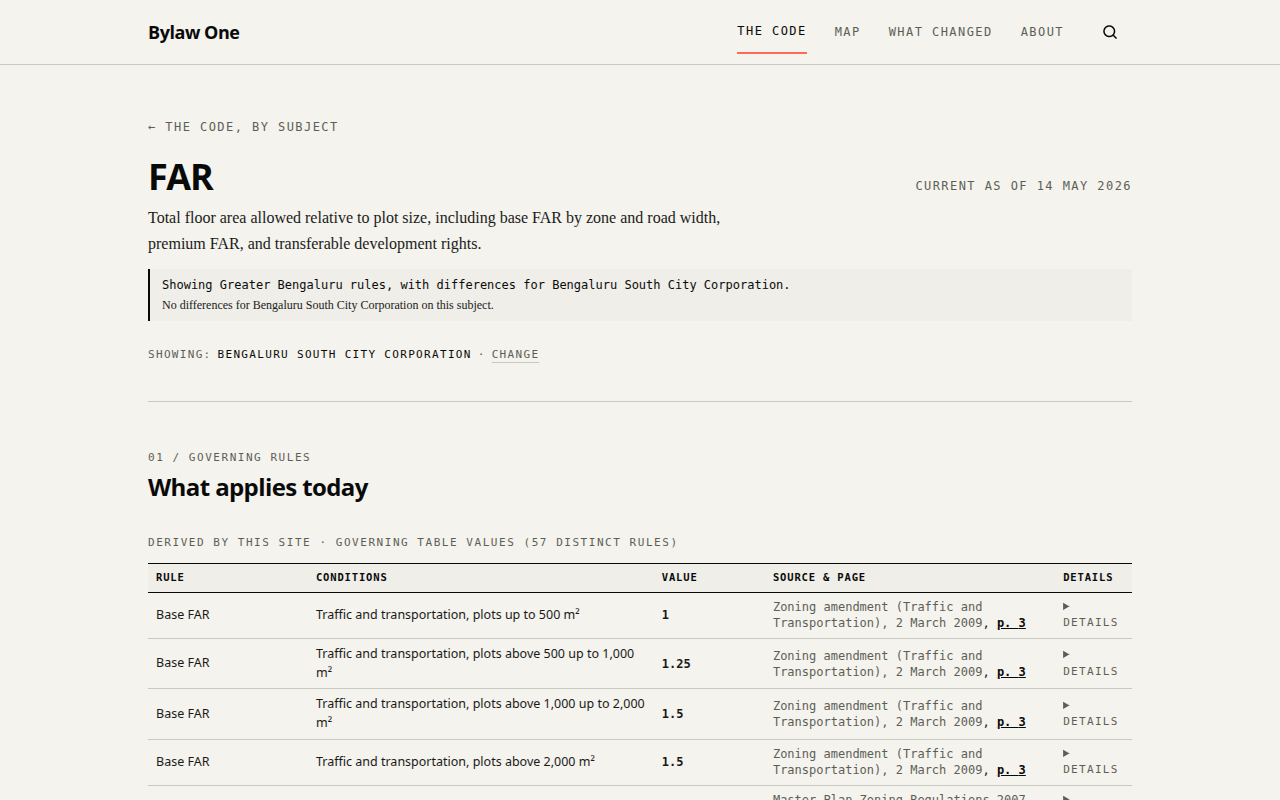 Bylaw One
THE CODE MAP WHAT CHANGED ABOUT
← THE CODE, BY SUBJECT
FAR
CURRENT AS OF 14 MAY 2026
Total floor area allowed relative to plot size, including base FAR by zone and road width,
premium FAR, and transferable development rights.
Showing Greater Bengaluru rules, with differences for Bengaluru South City Corporation.
No differences for Bengaluru South City Corporation on this subject.
SHOWING: BENGALURU SOUTH CITY CORPORATION · CHANGE
01 / GOVERNING RULES
What applies today
DERIVED BY THIS SITE · GOVERNING TABLE VALUES (57 DISTINCT RULES)
RULE CONDITIONS VALUE SOURCE & PAGE DETAILS
Base FAR Traffic and transportation, plots up to 500 m² 1 Zoning amendment (Traffic and
Transportation), 2 March 2009, p. 3 ▶ DETAILS
Base FAR Traffic and transportation, plots above 500 up to 1,000
m² 1.25 Zoning amendment (Traffic and
Transportation), 2 March 2009, p. 3 ▶ DETAILS
Base FAR Traffic and transportation, plots above 1,000 up to 2,000
m² 1.5 Zoning amendment (Traffic and
Transportation), 2 March 2009, p. 3 ▶ DETAILS
Base FAR Traffic and transportation, plots above 2,000 m² 1.5 Zoning amendment (Traffic and
Transportation), 2 March 2009, p. 3 ▶ DETAILS
Master Plan Zoning Regulations 2007 ▶